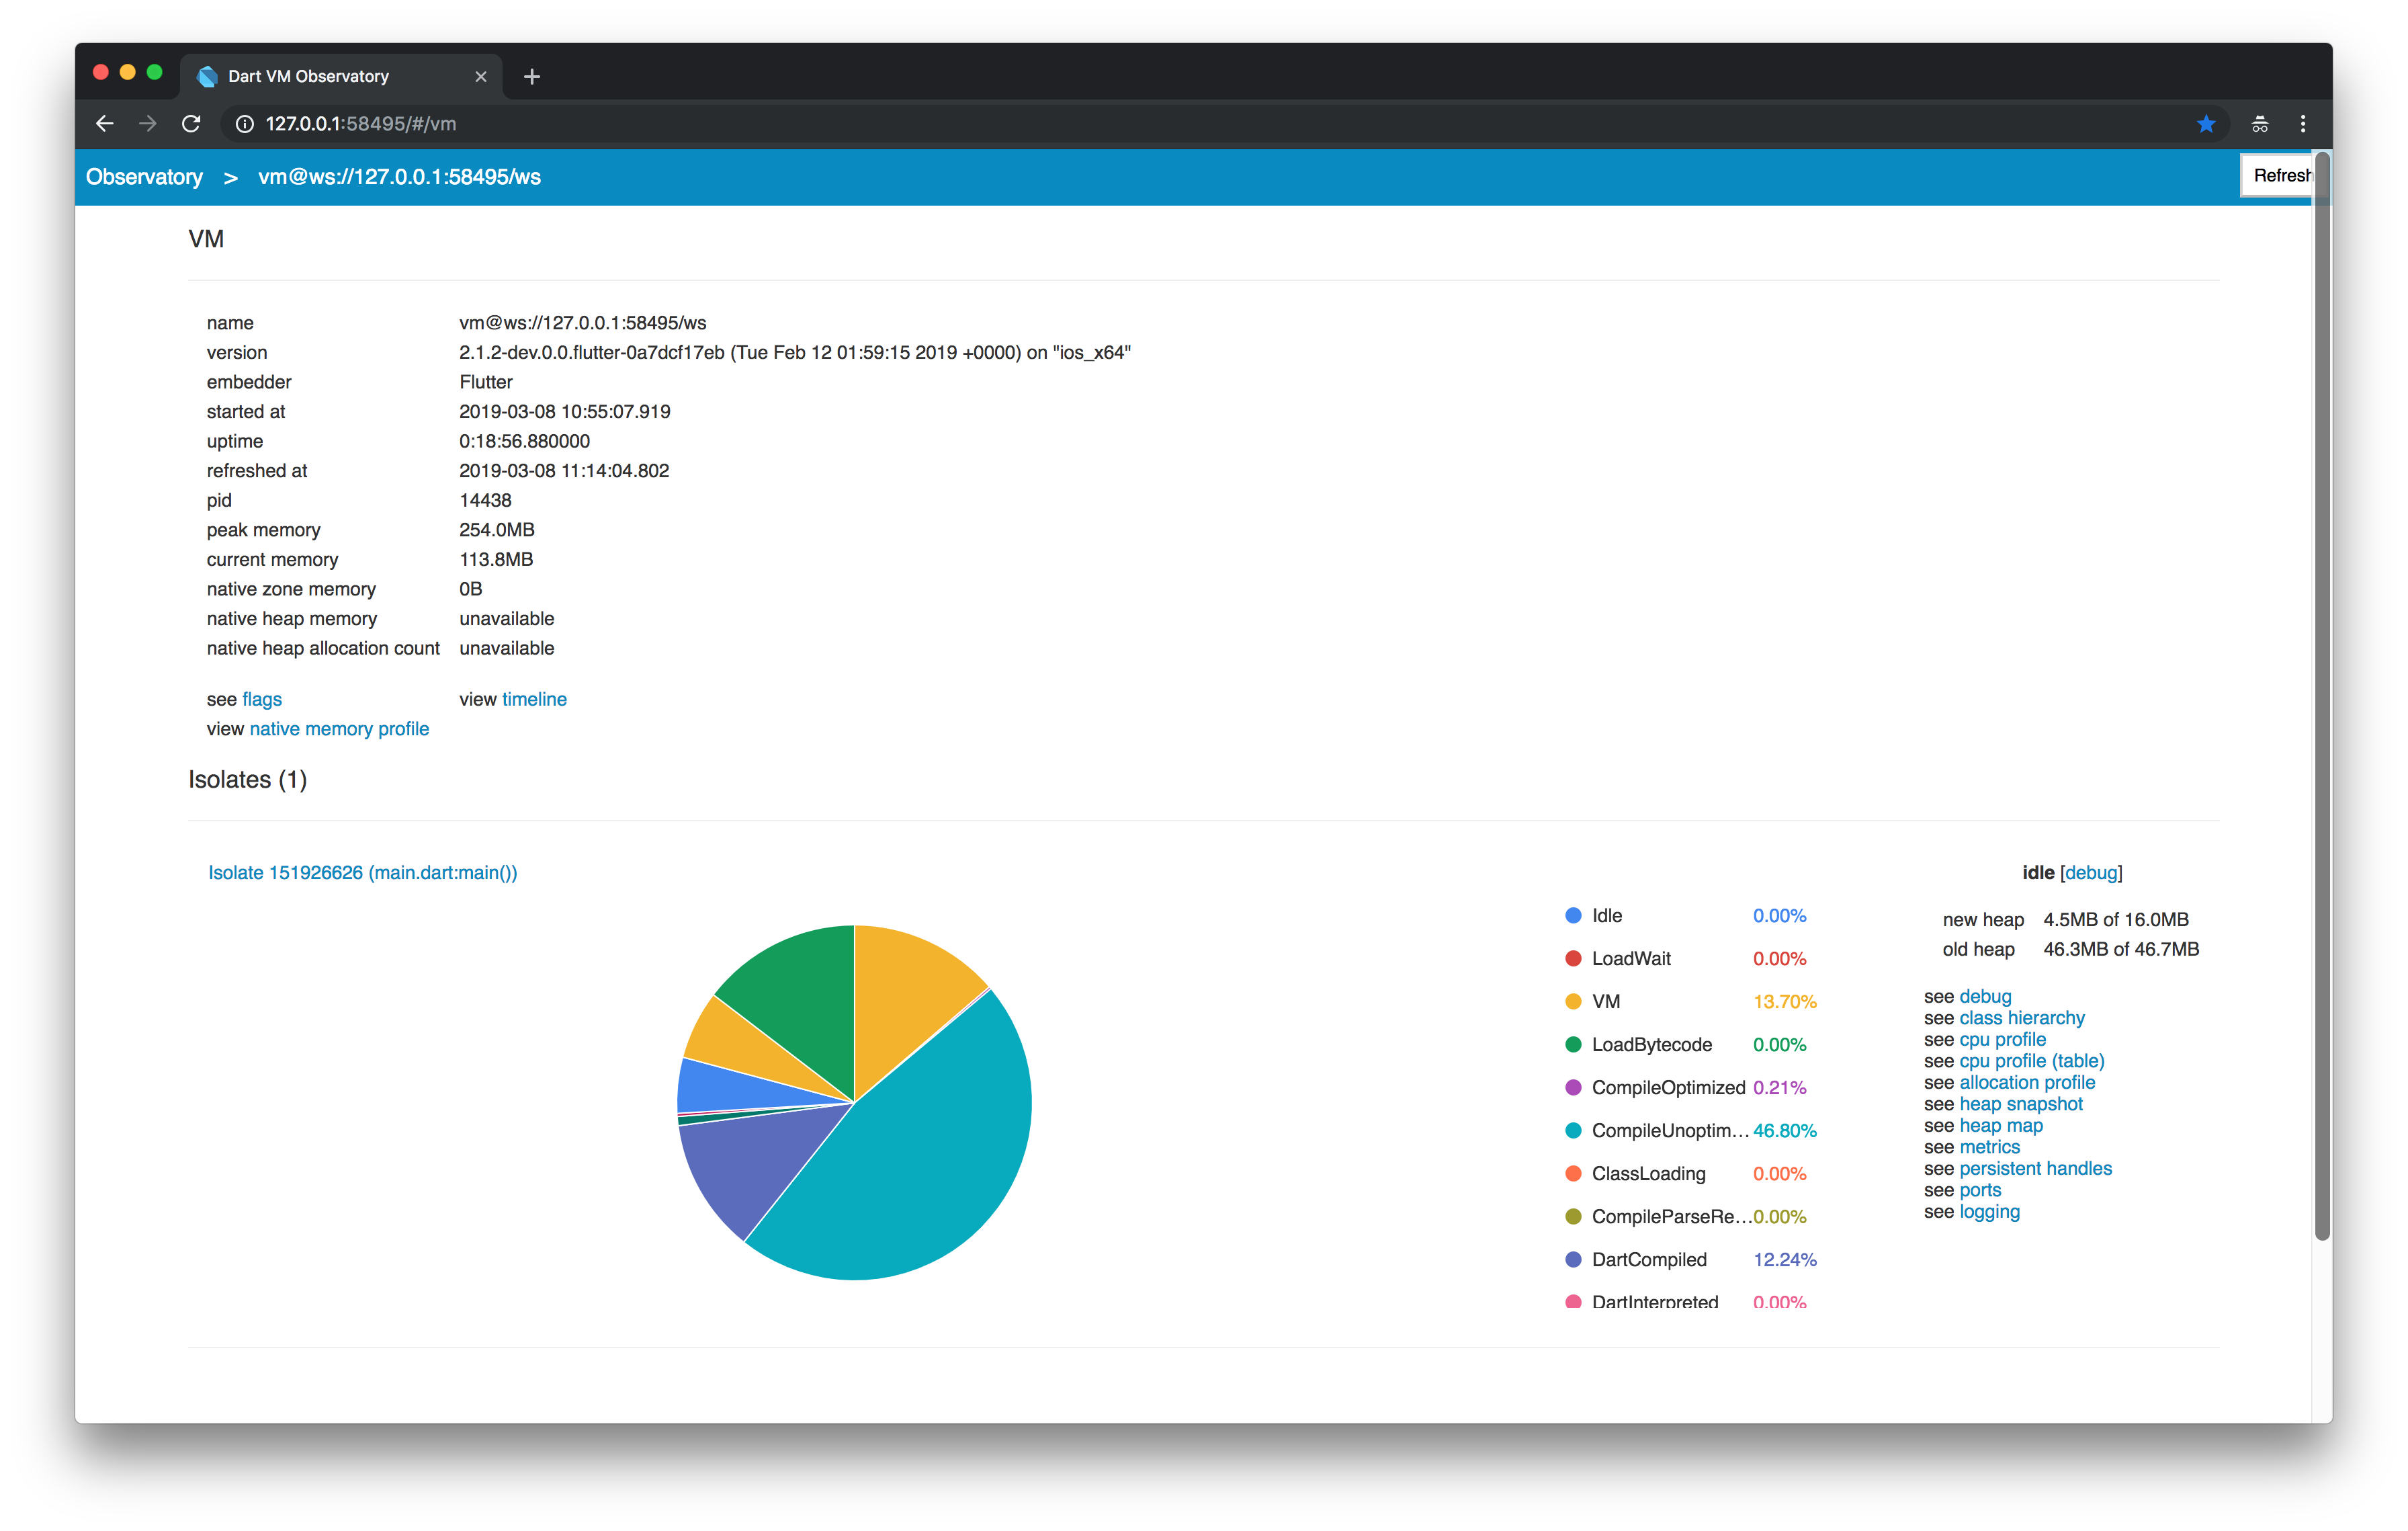 Dart VM Observatory
127.0.0.1:58495/#/vm
Observatory > vm@ws://127.0.0.1:58495/ws
Refresh
VM
name vm@ws://127.0.0.1:58495/ws
version 2.1.2-dev.0.0.flutter-0a7dcf17eb (Tue Feb 12 01:59:15 2019 +0000) on "ios_x64"
embedder Flutter
started at 2019-03-08 10:55:07.919
uptime 0:18:56.880000
refreshed at 2019-03-08 11:14:04.802
pid 14438
peak memory 254.0MB
current memory 113.8MB
native zone memory 0B
native heap memory unavailable
native heap allocation count unavailable
see flags view timeline
view native memory profile
Isolates (1)
Isolate 151926626 (main.dart:main())
Idle 0.00%
LoadWait 0.00%
VM 13.70%
LoadBytecode 0.00%
CompileOptimized 0.21%
CompileUnoptim... 46.80%
ClassLoading 0.00%
CompileParseRe... 0.00%
DartCompiled 12.24%
DartInterpreted 0.00%
idle [debug]
new heap 4.5MB of 16.0MB
old heap 46.3MB of 46.7MB
see debug
see class hierarchy
see cpu profile
see cpu profile (table)
see allocation profile
see heap snapshot
see heap map
see metrics
see persistent handles
see ports
see logging